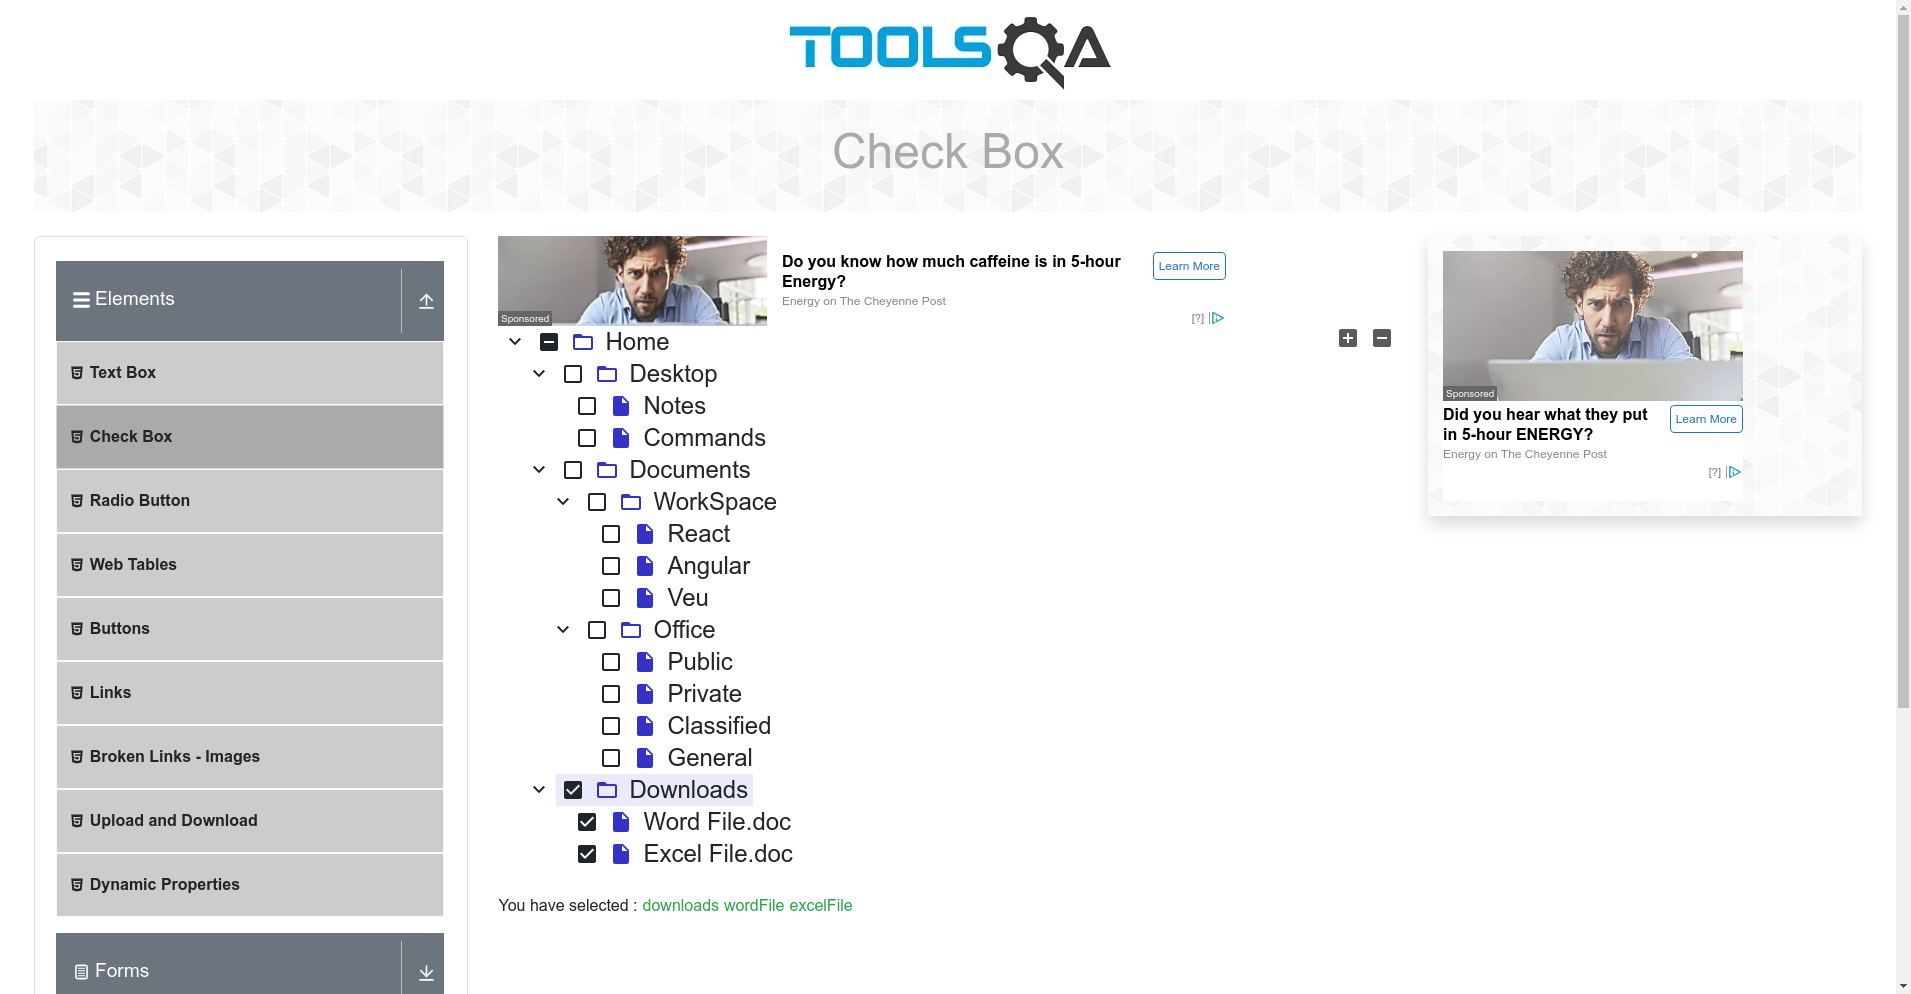 TOOLSQA
Check Box
Elements
Text Box
Check Box
Radio Button
Web Tables
Buttons
Links
Broken Links - Images
Upload and Download
Dynamic Properties
Forms
Sponsored
Do you know how much caffeine is in 5-hour
Energy?
Energy on The Cheyenne Post
Learn More
[?]
Home
Desktop
Notes
Commands
Documents
WorkSpace
React
Angular
Veu
Office
Public
Private
Classified
General
Downloads
Word File.doc
Excel File.doc
You have selected : downloads wordFile excelFile
Sponsored
Did you hear what they put
in 5-hour ENERGY?
Energy on The Cheyenne Post
Learn More
[?]